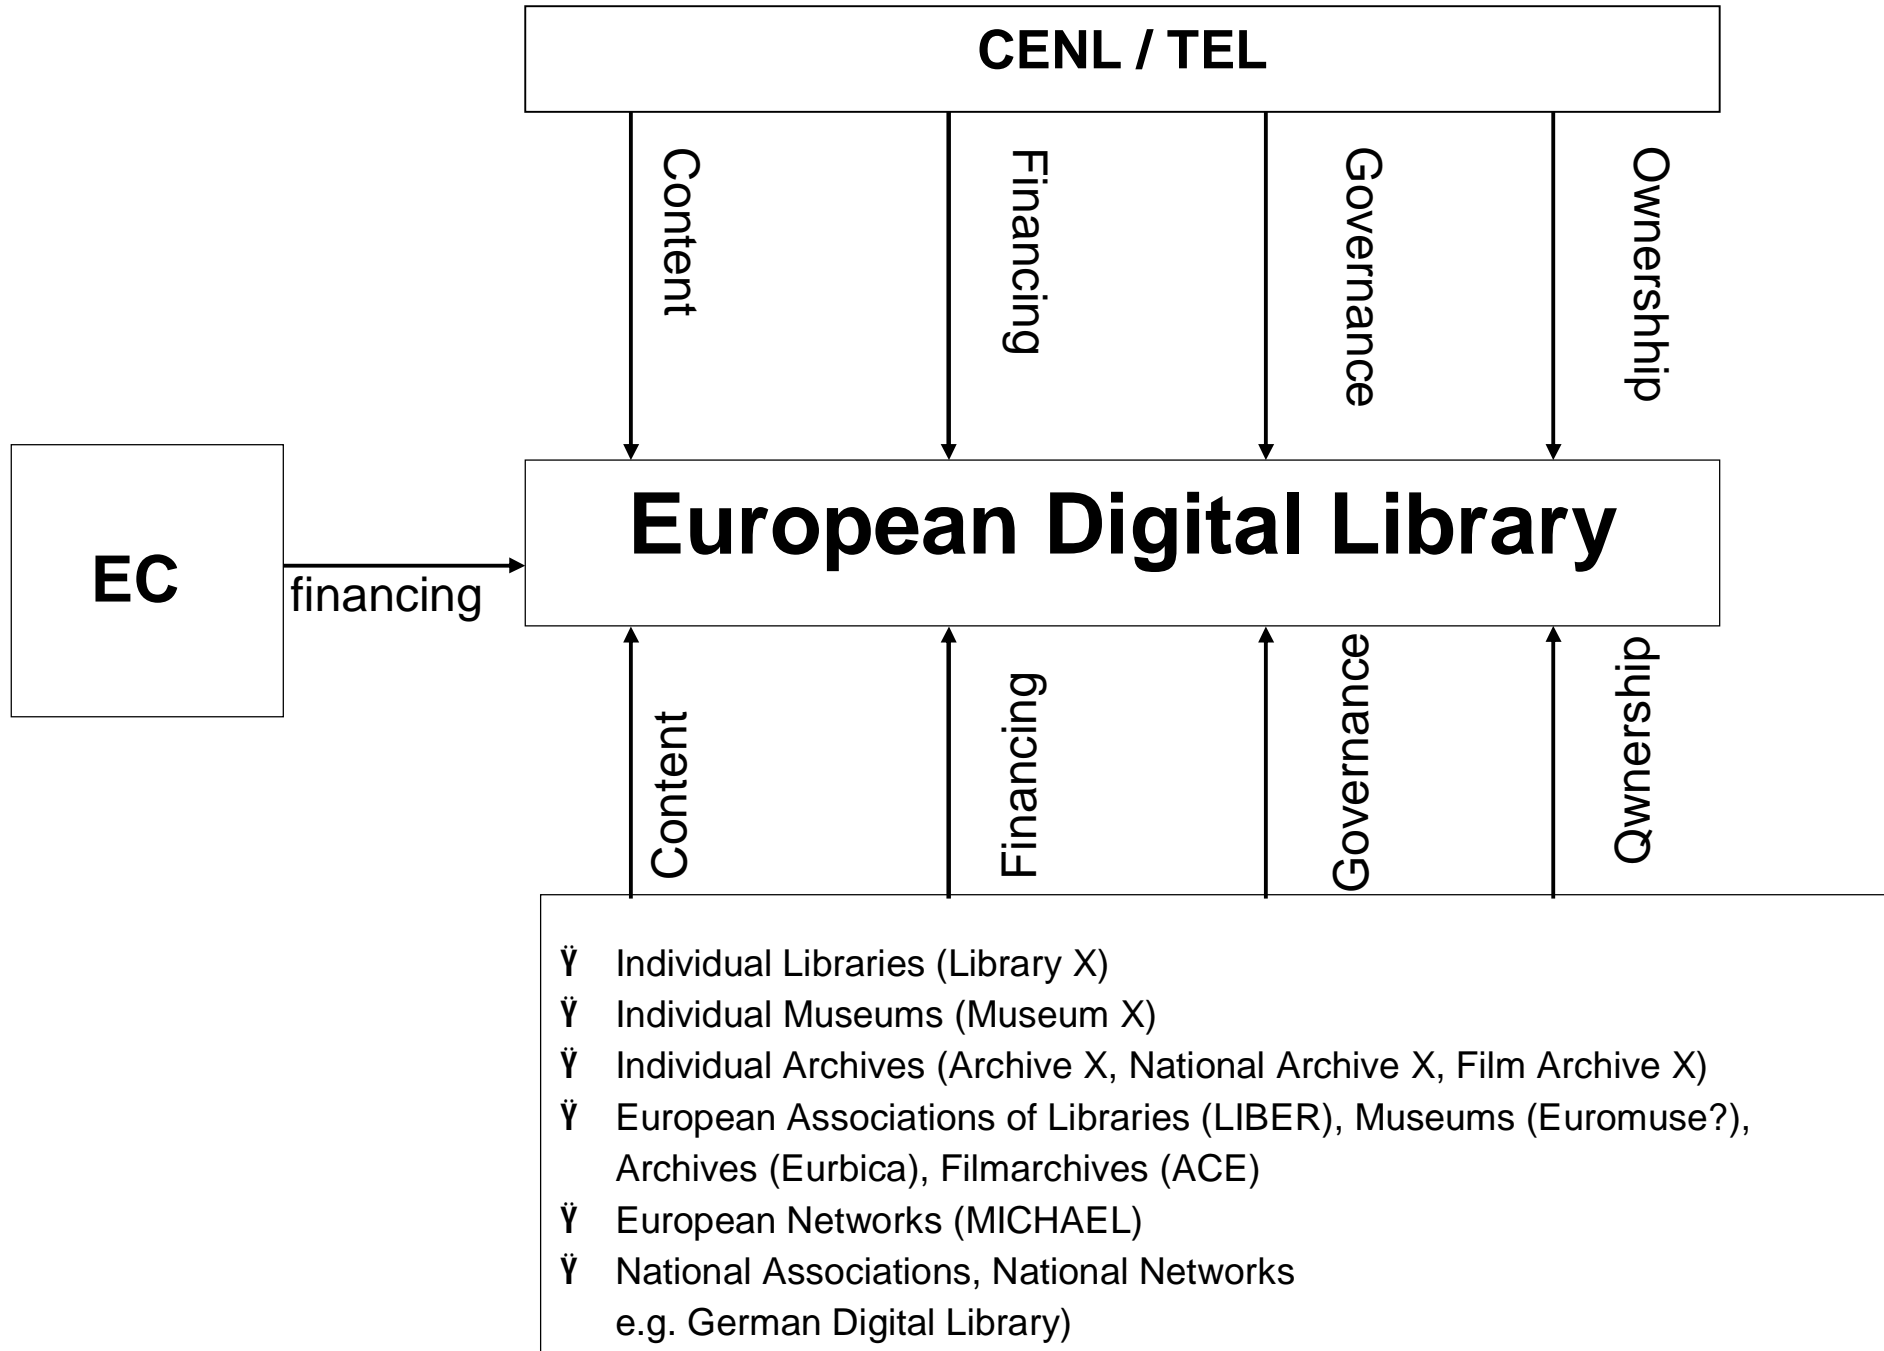 CENL / TEL
Content
Financing
Governance
Ownershhip
EC
financing
European Digital Library
Content
Financing
Governance
Qwnership
Ÿ Individual Libraries (Library X)
Ÿ Individual Museums (Museum X)
Ÿ Individual Archives (Archive X, National Archive X, Film Archive X)
Ÿ European Associations of Libraries (LIBER), Museums (Euromuse?),
Archives (Eurbica), Filmarchives (ACE)
Ÿ European Networks (MICHAEL)
Ÿ National Associations, National Networks
e.g. German Digital Library)